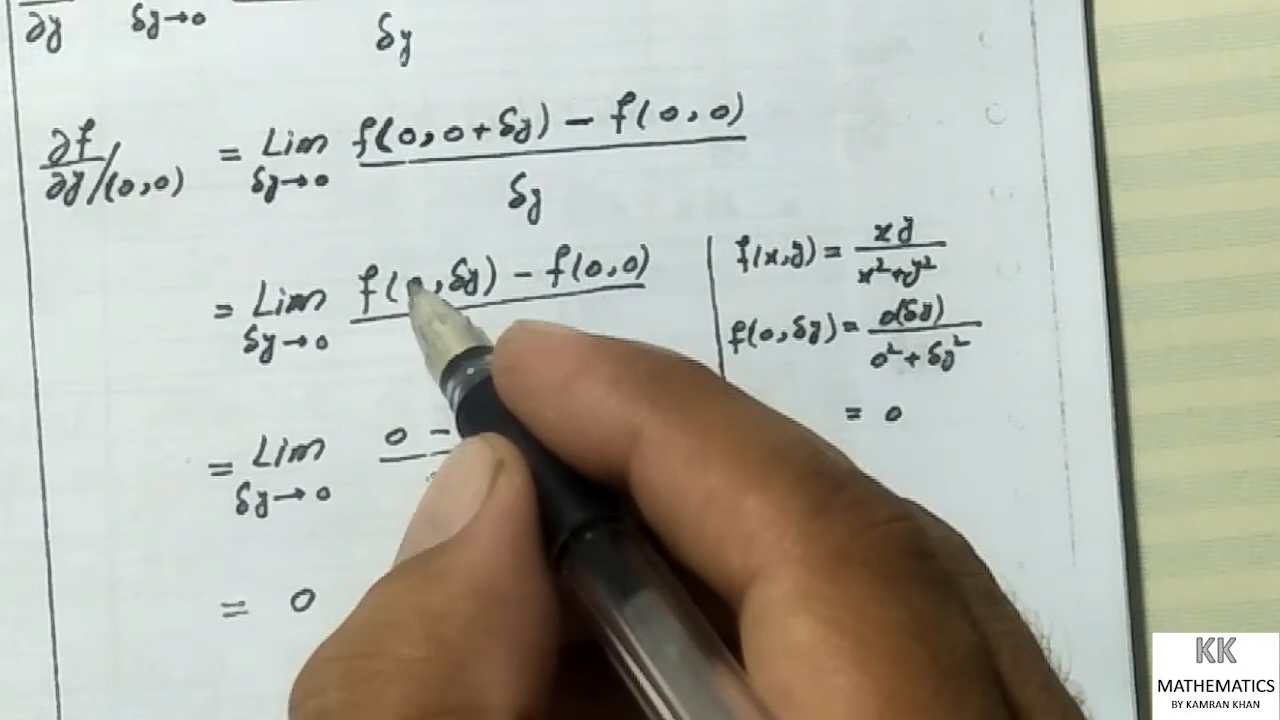 ∂y δy→0 δy
∂f/∂y/(0,0) = Lim δy→0 f(0,0+δy) - f(0,0) / δy
= Lim δy→0 f(0,δy) - f(0,0)
= Lim δy→0 0 -
= 0
f(x,y) = xy / x²+y²
f(0,δy) = 0(δy) / 0²+δy²
= 0
KK
MATHEMATICS
BY KAMRAN KHAN